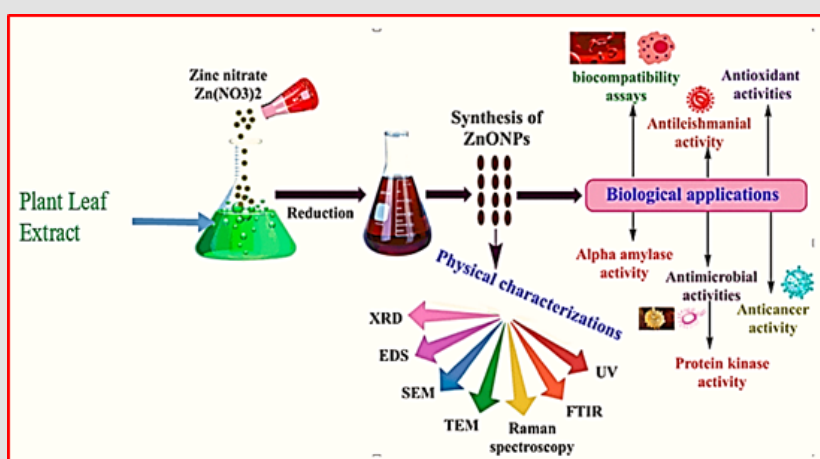 Zinc nitrate
Zn(NO3)2
Plant Leaf
Extract
Reduction
Synthesis of
ZnONPs
biocompatibility
assays
Antileishmanial
activity
Antioxidant
activities
Biological applications
Alpha amylase
activity
Antimicrobial
activities
Anticancer
activity
Protein kinase
activity
Physical characterizations
XRD
EDS
SEM
TEM
Raman
spectroscopy
FTIR
UV